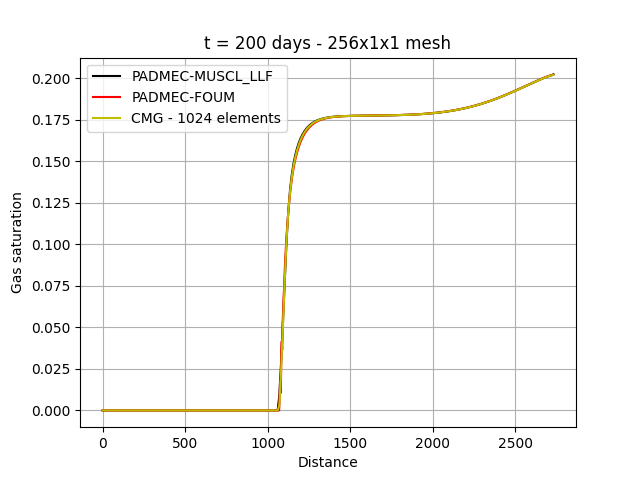 t = 200 days - 256x1x1 mesh
PADMEC-MUSCL_LLF
PADMEC-FOUM
CMG - 1024 elements
Gas saturation
0.200
0.175
0.150
0.125
0.100
0.075
0.050
0.025
0.000
0 500 1000 1500 2000 2500
Distance